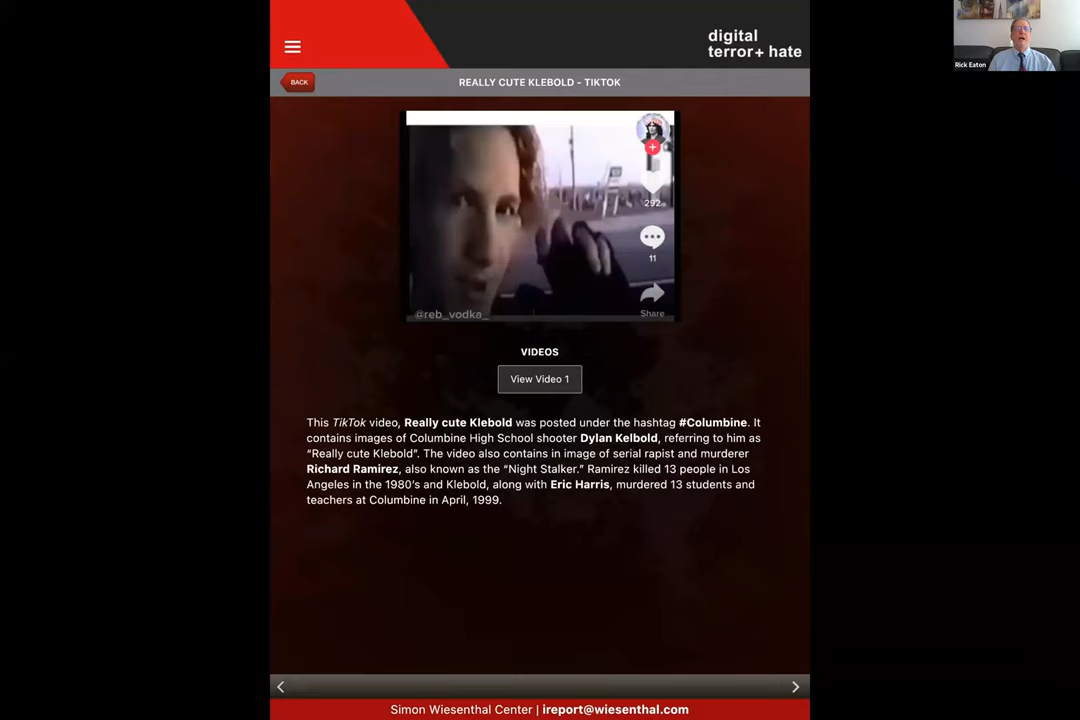 digital
terror+ hate
Rick Eaton
BACK
REALLY CUTE KLEBOLD - TIKTOK
292
11
Share
@reb_vodka_
VIDEOS
View Video 1
This TikTok video, Really cute Klebold was posted under the hashtag #Columbine. It
contains images of Columbine High School shooter Dylan Kelbold, referring to him as
“Really cute Klebold”. The video also contains in image of serial rapist and murderer
Richard Ramirez, also known as the “Night Stalker.” Ramirez killed 13 people in Los
Angeles in the 1980’s and Klebold, along with Eric Harris, murdered 13 students and
teachers at Columbine in April, 1999.
Simon Wiesenthal Center | ireport@wiesenthal.com